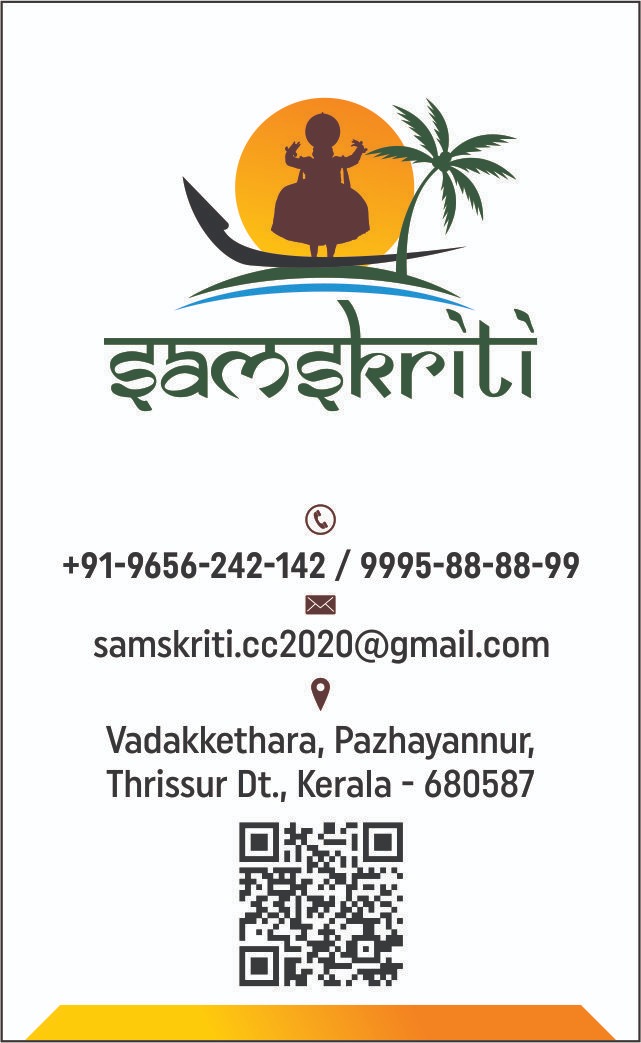 samskriti
+91-9656-242-142 / 9995-88-88-99
samskriti.cc2020@gmail.com
Vadakkethara, Pazhayannur,
Thrissur Dt., Kerala - 680587